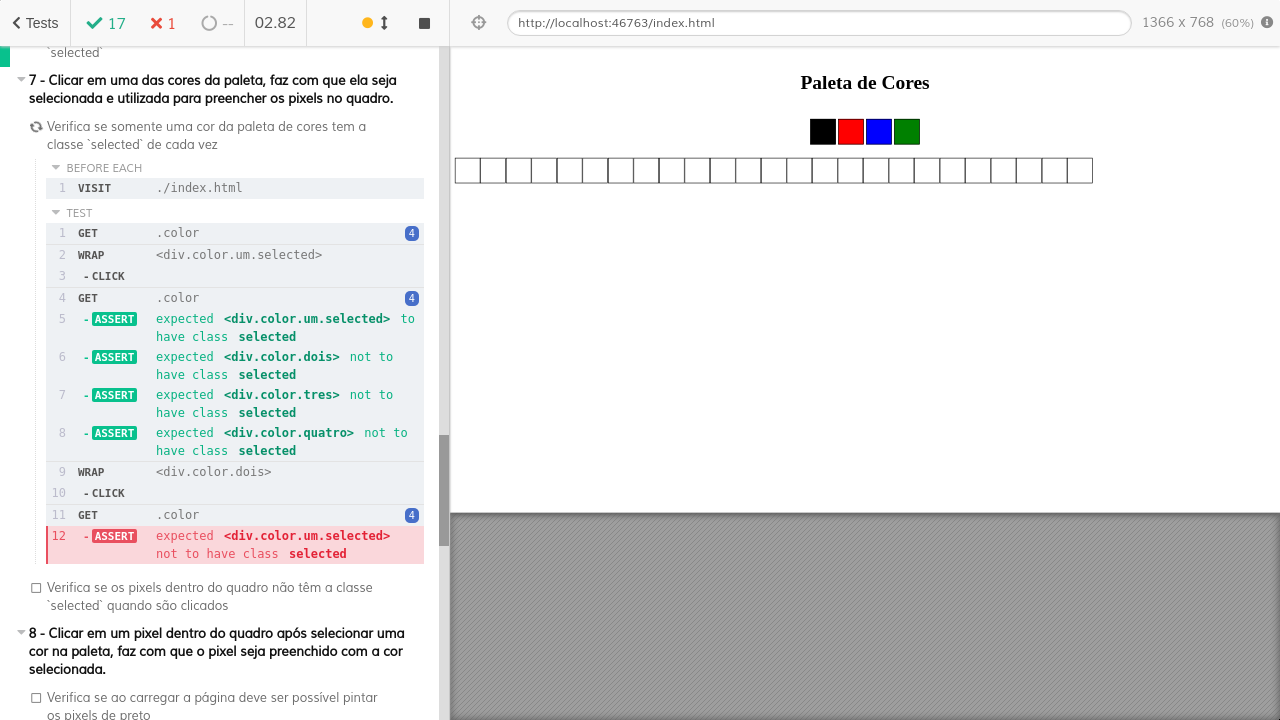 Tests 17 1 -- 02.82 http://localhost:46763/index.html 1366 x 768 (60%)
`selected`
7 - Clicar em uma das cores da paleta, faz com que ela seja
selecionada e utilizada para preencher os pixels no quadro.
Verifica se somente uma cor da paleta de cores tem a
classe `selected` de cada vez
BEFORE EACH
1 VISIT ./index.html
TEST
1 GET .color 4
2 WRAP <div.color.um.selected>
3 - CLICK
4 GET .color 4
5 - ASSERT expected <div.color.um.selected> to
have class selected
6 - ASSERT expected <div.color.dois> not to
have class selected
7 - ASSERT expected <div.color.tres> not to
have class selected
8 - ASSERT expected <div.color.quatro> not to
have class selected
9 WRAP <div.color.dois>
10 - CLICK
11 GET .color 4
12 - ASSERT expected <div.color.um.selected>
not to have class selected
Verifica se os pixels dentro do quadro não têm a classe
`selected` quando são clicados
8 - Clicar em um pixel dentro do quadro após selecionar uma
cor na paleta, faz com que o pixel seja preenchido com a cor
selecionada.
Verifica se ao carregar a página deve ser possível pintar
os pixels de preto
Paleta de Cores